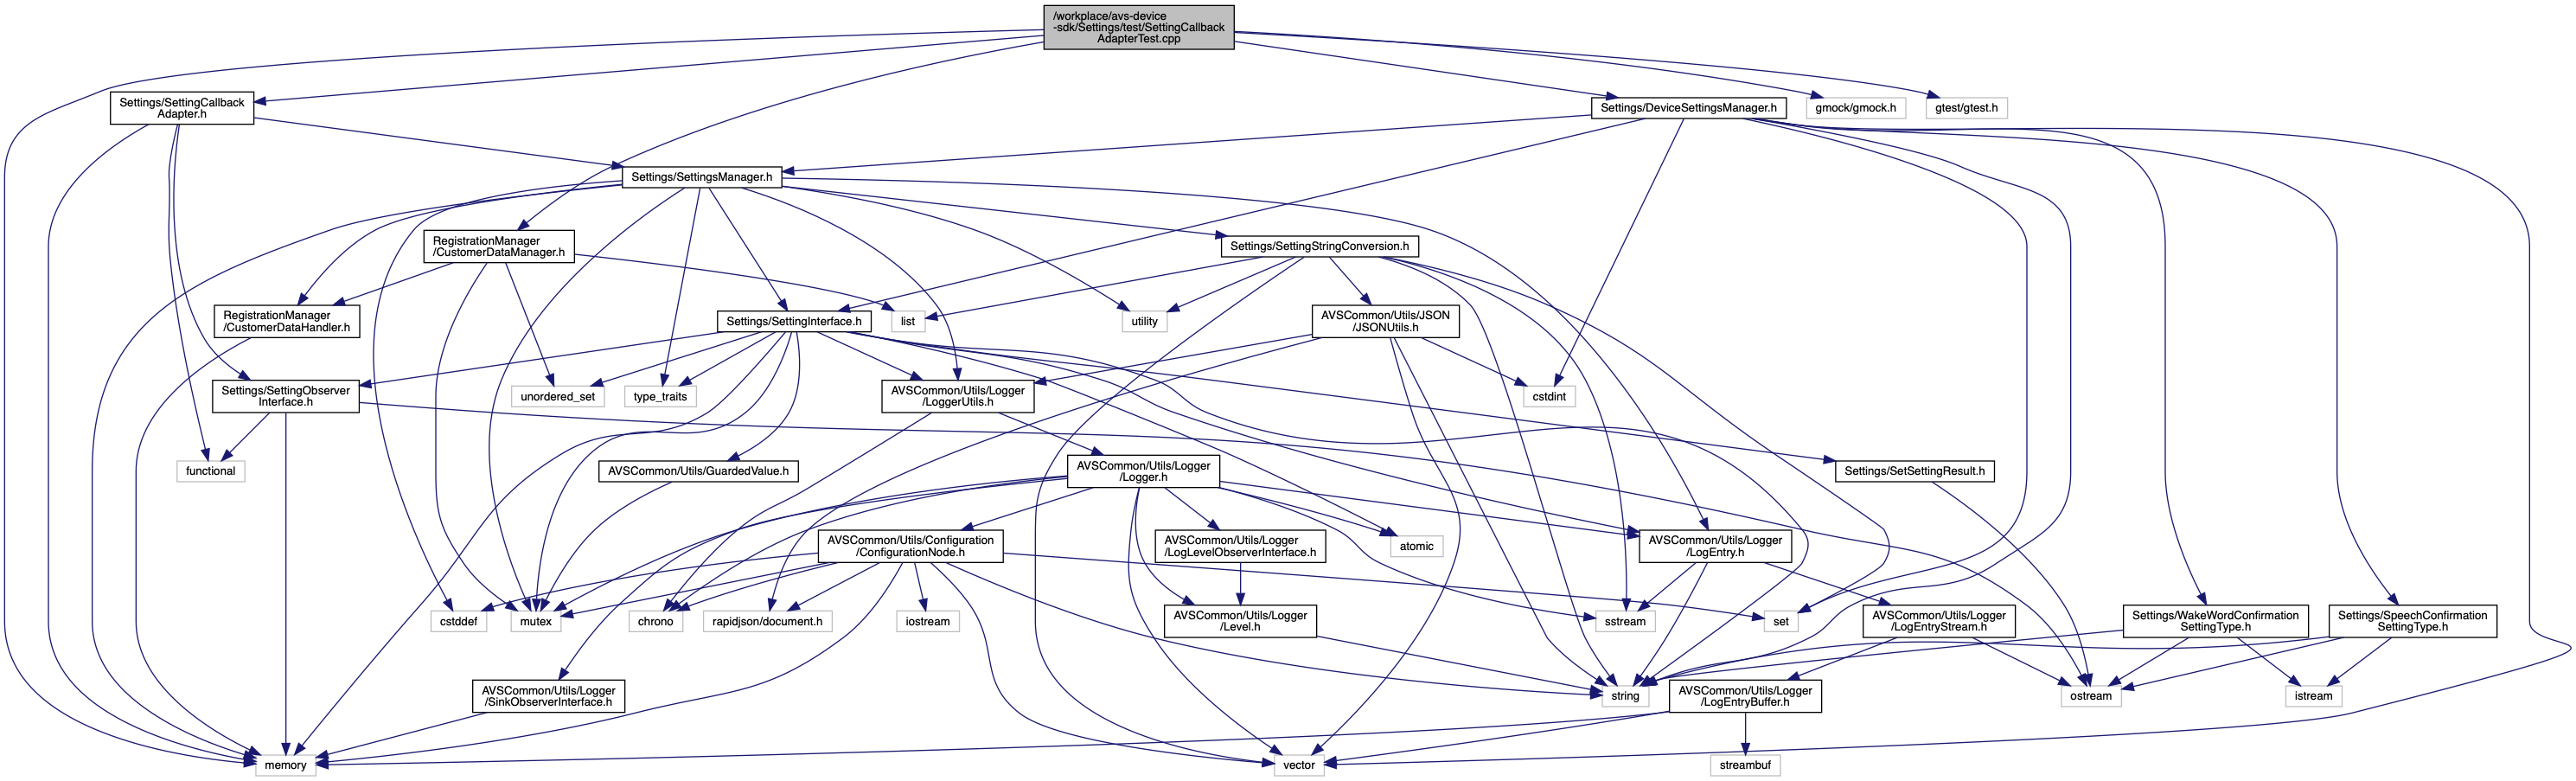 /workplace/avs-device
-sdk/Settings/test/SettingCallback
AdapterTest.cpp
Settings/SettingCallback
Adapter.h
Settings/DeviceSettingsManager.h
gmock/gmock.h
gtest/gtest.h
Settings/SettingsManager.h
RegistrationManager
/CustomerDataManager.h
Settings/SettingStringConversion.h
RegistrationManager
/CustomerDataHandler.h
Settings/SettingInterface.h
list
utility
AVSCommon/Utils/JSON
/JSONUtils.h
Settings/SettingObserver
Interface.h
unordered_set
type_traits
AVSCommon/Utils/Logger
/LoggerUtils.h
cstdint
functional
AVSCommon/Utils/GuardedValue.h
AVSCommon/Utils/Logger
/Logger.h
Settings/SetSettingResult.h
AVSCommon/Utils/Configuration
/ConfigurationNode.h
AVSCommon/Utils/Logger
/LogLevelObserverInterface.h
atomic
AVSCommon/Utils/Logger
/LogEntry.h
cstddef
mutex
chrono
rapidjson/document.h
iostream
AVSCommon/Utils/Logger
/Level.h
sstream
set
AVSCommon/Utils/Logger
/LogEntryStream.h
Settings/WakeWordConfirmation
SettingType.h
Settings/SpeechConfirmation
SettingType.h
AVSCommon/Utils/Logger
/SinkObserverInterface.h
string
AVSCommon/Utils/Logger
/LogEntryBuffer.h
ostream
istream
memory
vector
streambuf